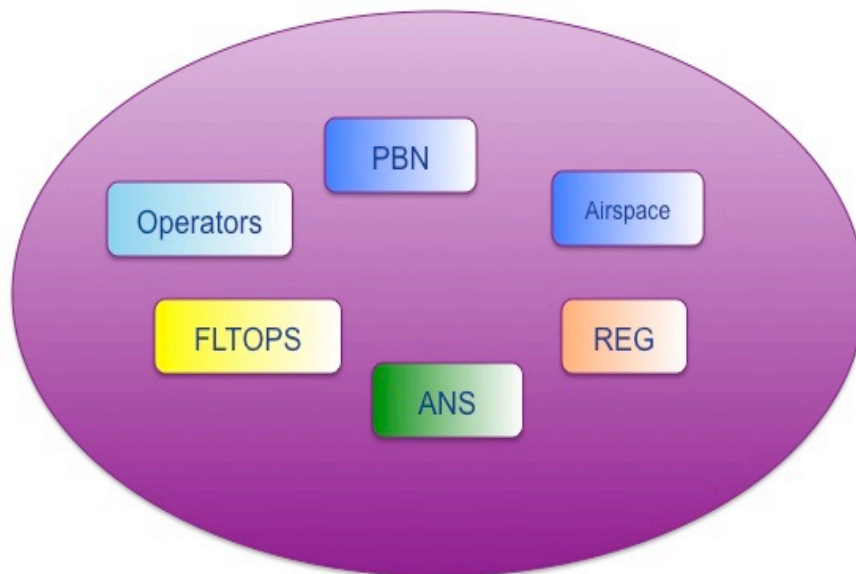 PBN
Operators
Airspace
FLTOPS
REG
ANS